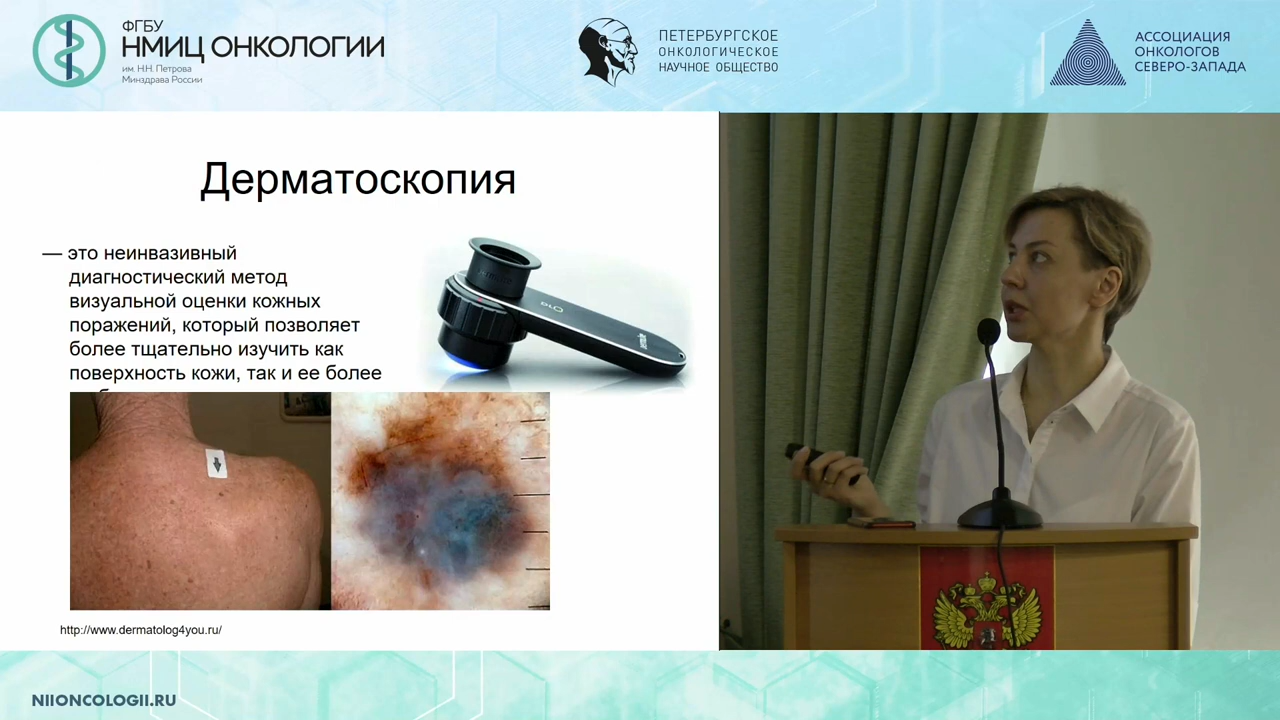 ФГБУ
НМИЦ ОНКОЛОГИИ
им. Н.Н. Петрова
Минздрава России
ПЕТЕРБУРГСКОЕ
ОНКОЛОГИЧЕСКОЕ
НАУЧНОЕ ОБЩЕСТВО
АССОЦИАЦИЯ
ОНКОЛОГОВ
СЕВЕРО-ЗАПАДА
Дерматоскопия
— это неинвазивный
диагностический метод
визуальной оценки кожных
поражений, который позволяет
более тщательно изучить как
поверхность кожи, так и ее более
http://www.dermatolog4you.ru/
NIIONCOLOGII.RU